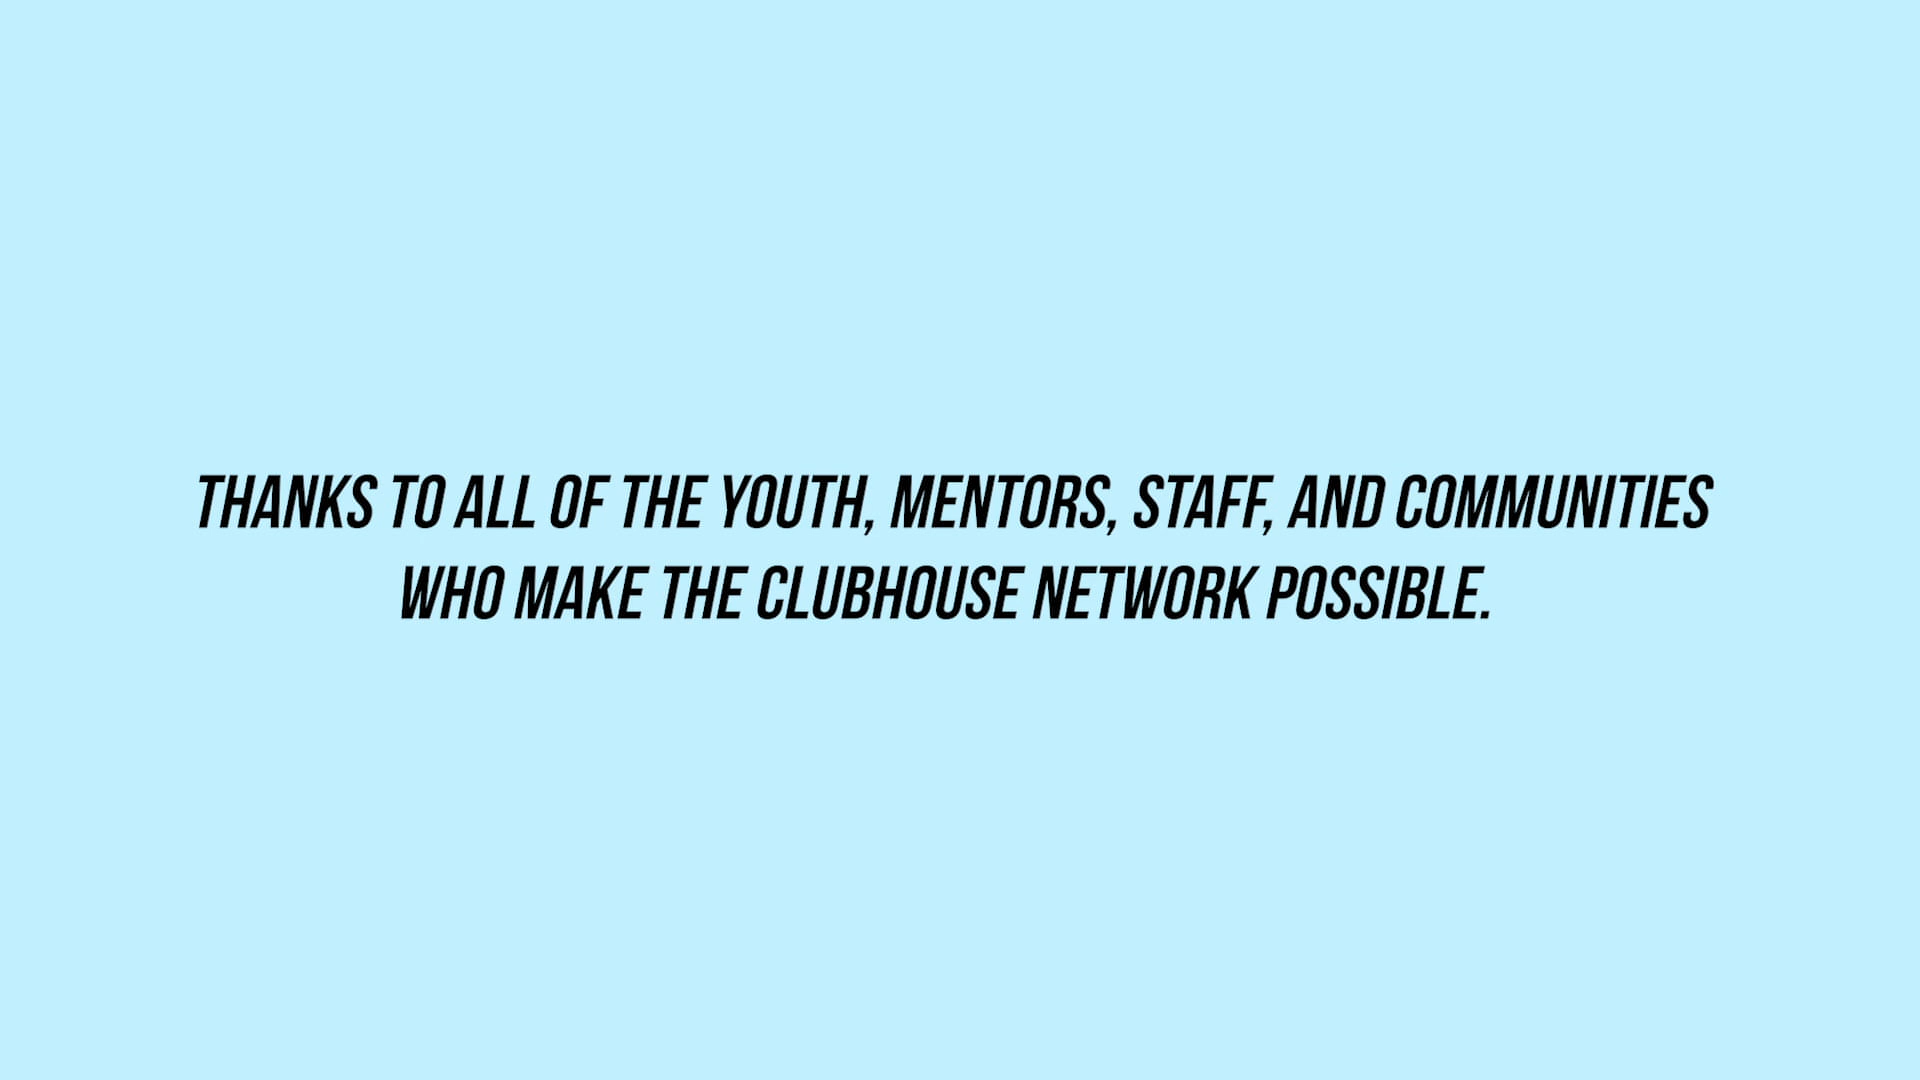 THANKS TO ALL OF THE YOUTH, MENTORS, STAFF, AND COMMUNITIES
WHO MAKE THE CLUBHOUSE NETWORK POSSIBLE.